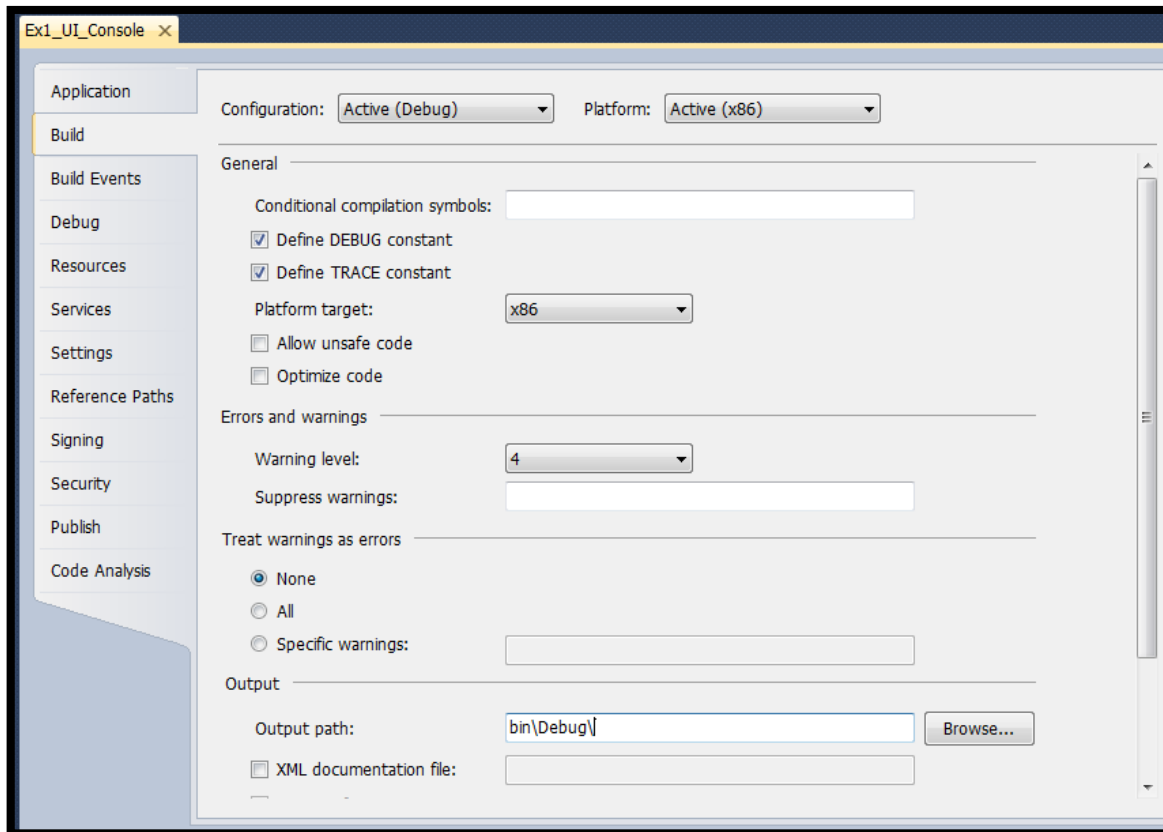 Ex1_UI_Console
Application
Build
Build Events
Debug
Resources
Services
Settings
Reference Paths
Signing
Security
Publish
Code Analysis
Configuration: Active (Debug) Platform: Active (x86)
General
Conditional compilation symbols:
Define DEBUG constant
Define TRACE constant
Platform target: x86
Allow unsafe code
Optimize code
Errors and warnings
Warning level: 4
Suppress warnings:
Treat warnings as errors
None
All
Specific warnings:
Output
Output path: bin\Debug\ Browse...
XML documentation file: